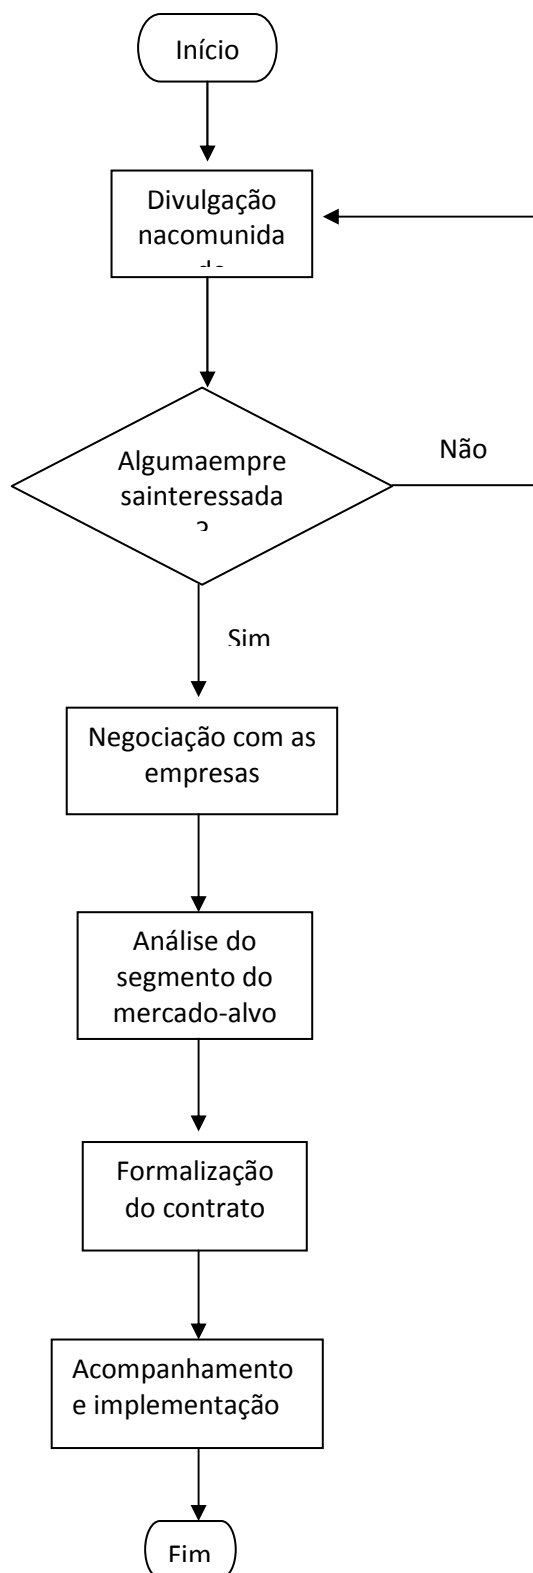 Início
Divulgação
nacomunida
de
Algumaempre
sainteressada
?
Não
Sim
Negociação com as
empresas
Análise do
segmento do
mercado-alvo
Formalização
do contrato
Acompanhamento
e implementação
Fim